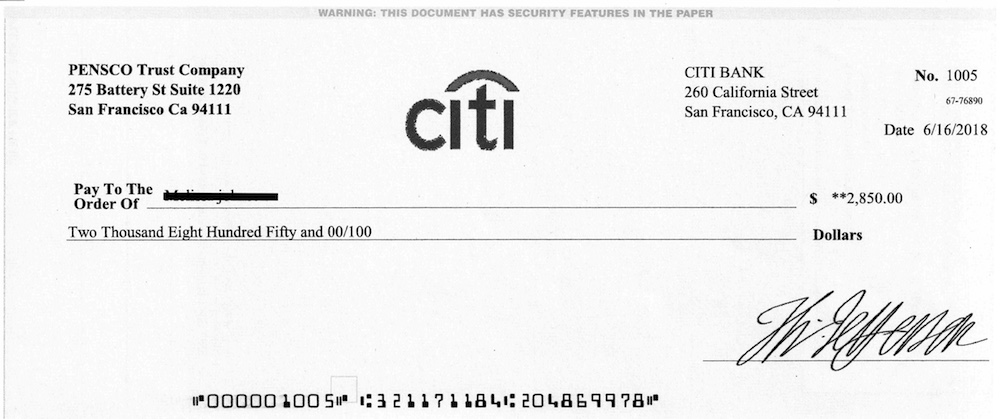 WARNING: THIS DOCUMENT HAS SECURITY FEATURES IN THE PAPER
PENSCO Trust Company
275 Battery St Suite 1220
San Francisco Ca 94111
citi
CITI BANK
260 California Street
San Francisco, CA 94111
No. 1005
67-76890
Date 6/16/2018
Pay To The
Order Of
$ **2,850.00
Two Thousand Eight Hundred Fifty and 00/100
Dollars
Th. Jefferson
⑈000001005⑈ ⑆321171184⑆ 204869978⑈